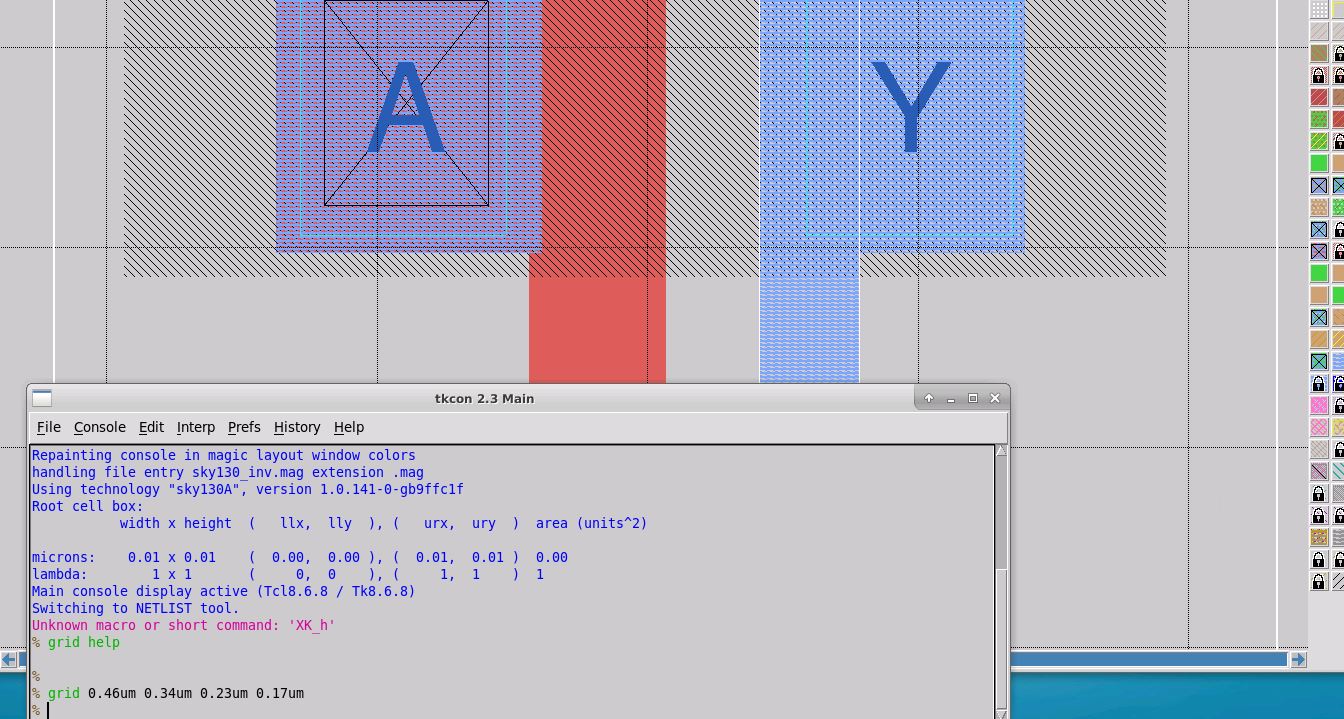 A
Y
tkcon 2.3 Main
File Console Edit Interp Prefs History Help
Repainting console in magic layout window colors
handling file entry sky130_inv.mag extension .mag
Using technology "sky130A", version 1.0.141-0-gb9ffc1f
Root cell box:
width x height ( llx, lly ), ( urx, ury ) area (units^2)
microns: 0.01 x 0.01 ( 0.00, 0.00 ), ( 0.01, 0.01 ) 0.00
lambda: 1 x 1 ( 0, 0 ), ( 1, 1 ) 1
Main console display active (Tcl8.6.8 / Tk8.6.8)
Switching to NETLIST tool.
Unknown macro or short command: 'XK_h'
% grid help
%
% grid 0.46um 0.34um 0.23um 0.17um
%